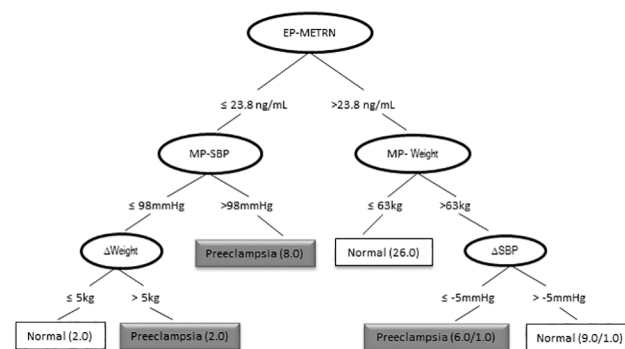 EP-METRN
≤ 23.8 ng/mL >23.8 ng/mL
MP-SBP MP- Weight
≤ 98mmHg >98mmHg ≤ 63kg >63kg
ΔWeight Preeclampsia (8.0) Normal (26.0) ΔSBP
≤ 5kg > 5kg ≤ -5mmHg > -5mmHg
Normal (2.0) Preeclampsia (2.0) Preeclampsia (6.0/1.0) Normal (9.0/1.0)